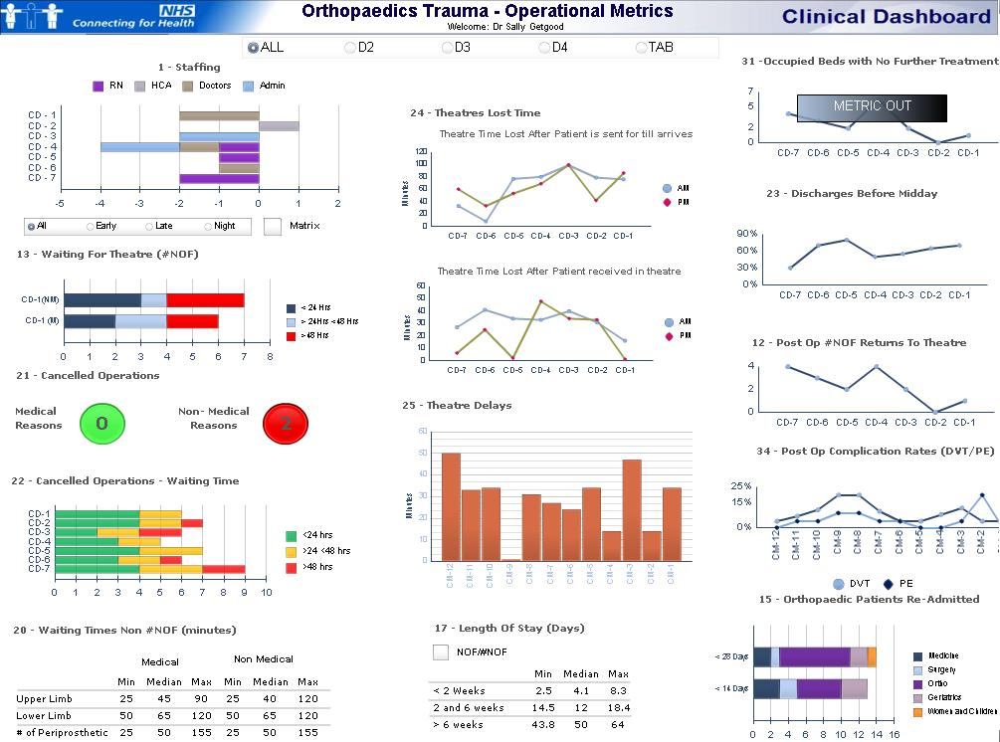 NHS
Connecting for Health
Orthopaedics Trauma - Operational Metrics
Welcome: Dr Sally Getgood
Clinical Dashboard
ALL D2 D3 D4 TAB
1 - Staffing
RN HCA Doctors Admin
CD - 1
CD - 2
CD - 3
CD - 4
CD - 5
CD - 6
CD - 7
-5 -4 -3 -2 -1 0 1 2
All Early Late Night Matrix
13 - Waiting For Theatre (#NOF)
CD-1(NM)
CD-1 (M)
0 1 2 3 4 5 6 7 8
< 24 Hrs
> 24Hrs <48 Hrs
>48 Hrs
21 - Cancelled Operations
Medical Reasons
0
Non- Medical Reasons
2
22 - Cancelled Operations - Waiting Time
CD-1
CD-2
CD-3
CD-4
CD-5
CD-6
CD-7
0 1 2 3 4 5 6 7 8 9 10
<24 hrs
>24 <48 hrs
>48 hrs
20 - Waiting Times Non #NOF (minutes)
Medical Non Medical
Min Median Max Min Median Max
Upper Limb 25 45 90 25 40 120
Lower Limb 50 65 120 50 65 120
# of Periprosthetic 25 50 155 25 50 155
24 - Theatres Lost Time
Theatre Time Lost After Patient is sent for till arrives
Minutes
120
100
80
60
40
20
0
CD-7 CD-6 CD-5 CD-4 CD-3 CD-2 CD-1
AM
PM
Theatre Time Lost After Patient received in theatre
Minutes
60
50
40
30
20
10
0
CD-7 CD-6 CD-5 CD-4 CD-3 CD-2 CD-1
AM
PM
25 - Theatre Delays
Minutes
60
50
40
30
20
10
0
CM-12 CM-11 CM-10 CM-9 CM-8 CM-7 CM-6 CM-5 CM-4 CM-3 CM-2 CM-1
17 - Length Of Stay (Days)
NOF/#NOF
Min Median Max
< 2 Weeks 2.5 4.1 8.3
2 and 6 weeks 14.5 12 18.4
> 6 weeks 43.8 50 64
31 -Occupied Beds with No Further Treatment
METRIC OUT
7
5
2
0
CD-7 CD-6 CD-5 CD-4 CD-3 CD-2 CD-1
23 - Discharges Before Midday
90%
60%
30%
0%
CD-7 CD-6 CD-5 CD-4 CD-3 CD-2 CD-1
12 - Post Op #NOF Returns To Theatre
4
2
0
CD-7 CD-6 CD-5 CD-4 CD-3 CD-2 CD-1
34 - Post Op Complication Rates (DVT/PE)
25%
15%
0%
CM-12 CM-11 CM-10 CM-9 CM-8 CM-7 CM-6 CM-5 CM-4 CM-3 CM-2
DVT PE
15 - Orthopaedic Patients Re-Admitted
< 28 Days
< 14 Days
0 2 4 6 8 10 12 14 16
Medicine
Surgery
Ortho
Geriatrics
Women and Children